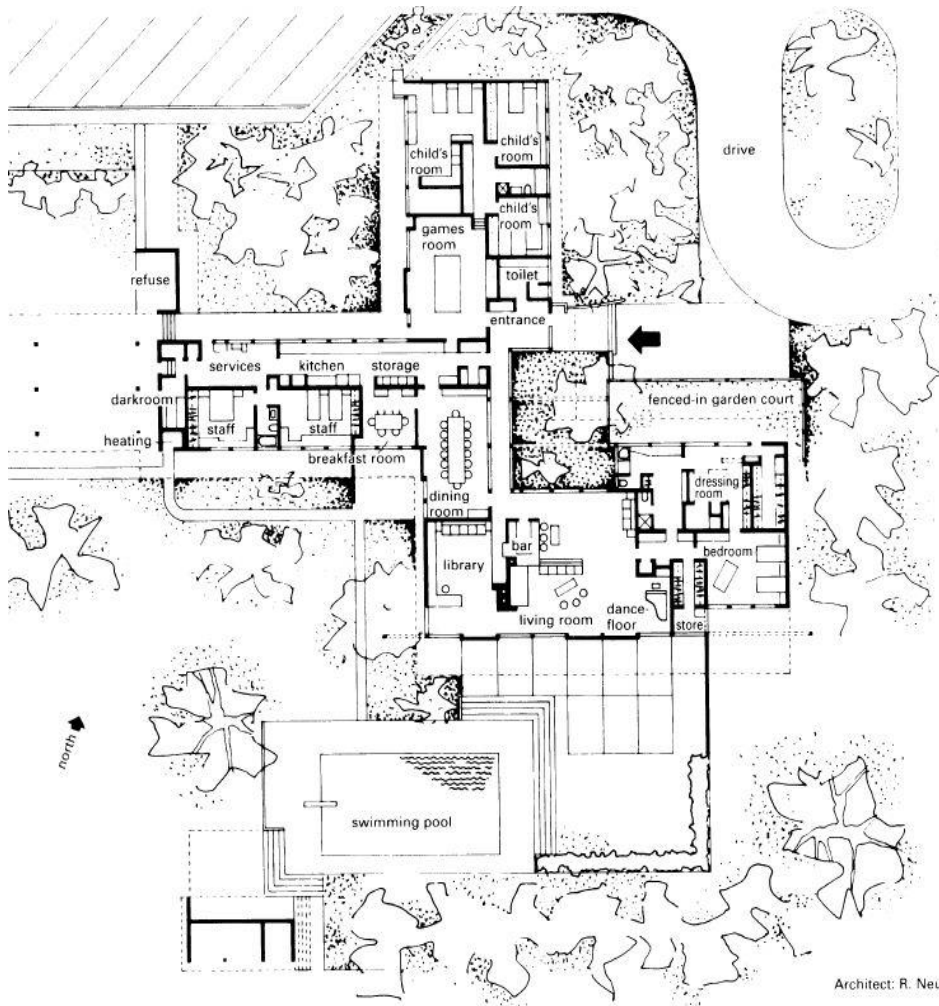 drive
child's
room
child's
room
child's
room
games
room
toilet
refuse
entrance
services
kitchen
storage
darkroom
staff
staff
heating
breakfast room
fenced-in garden court
dining
room
dressing
room
bar
library
bedroom
living room
dance-
floor
store
north
swimming pool
Architect: R. Neu